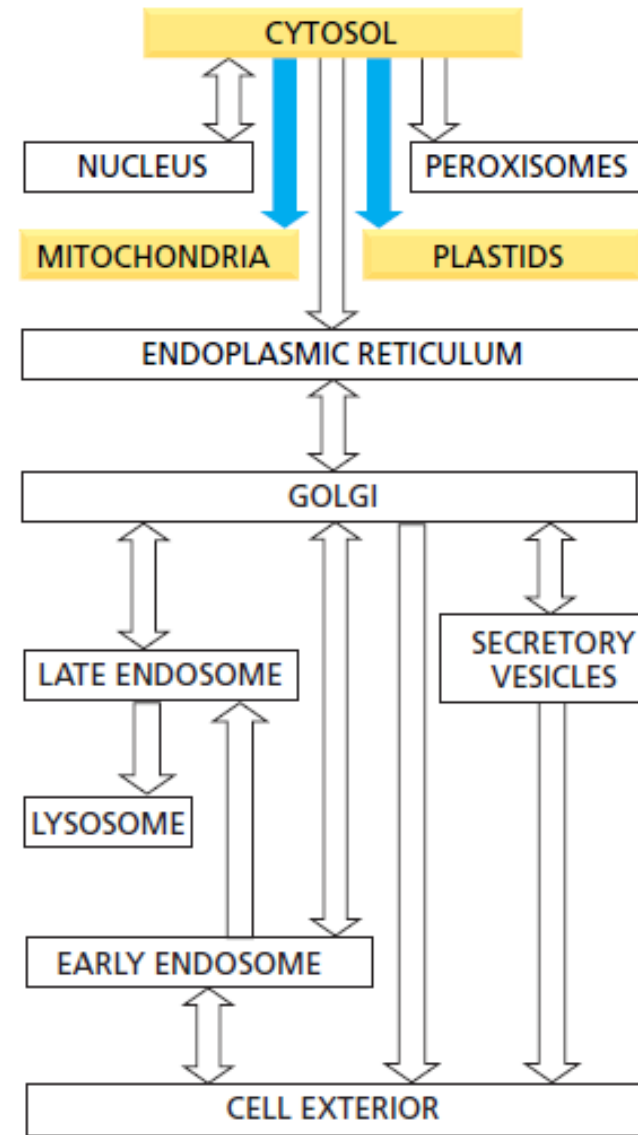 CYTOSOL
NUCLEUS
PEROXISOMES
MITOCHONDRIA
PLASTIDS
ENDOPLASMIC RETICULUM
GOLGI
LATE ENDOSOME
SECRETORY
VESICLES
LYSOSOME
EARLY ENDOSOME
CELL EXTERIOR